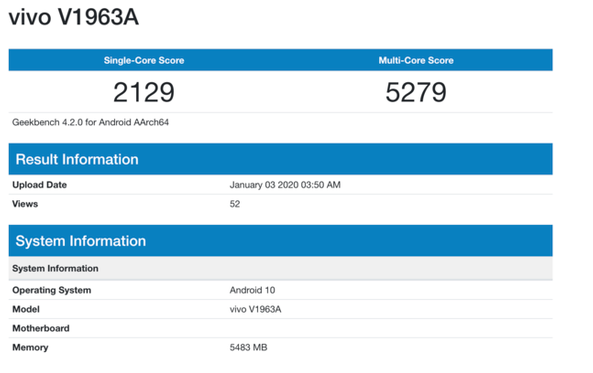 vivo V1963A
Single-Core Score Multi-Core Score
2129 5279
Geekbench 4.2.0 for Android AArch64
Result Information
Upload Date January 03 2020 03:50 AM
Views 52
System Information
System Information
Operating System Android 10
Model vivo V1963A
Motherboard
Memory 5483 MB